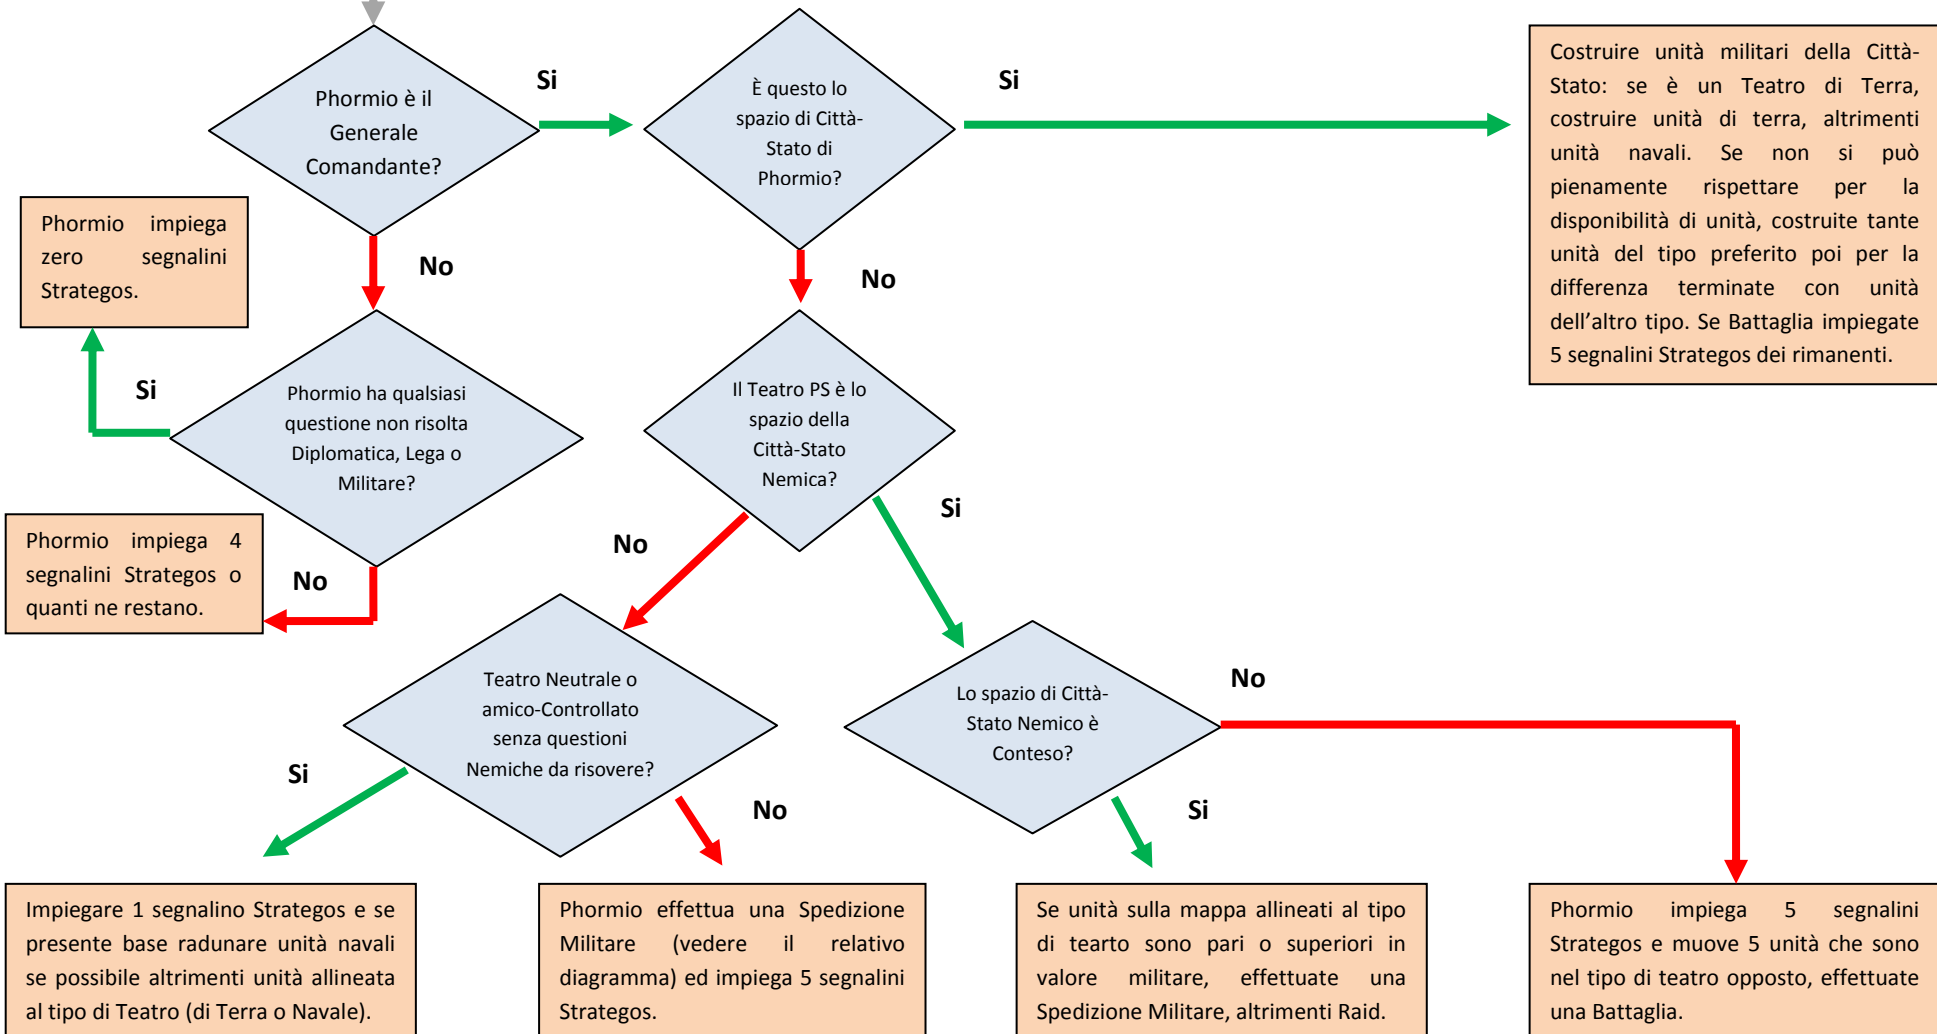 Phormio è il
Generale
Comandante?
Si
È questo lo
spazio di Città-
Stato di
Phormio?
Si
Costruire unità militari della Città-
Stato: se è un Teatro di Terra,
costruire unità di terra, altrimenti
unità navali. Se non si può
pienamente rispettare per la
disponibilità di unità, costruite tante
unità del tipo preferito poi per la
differenza terminate con unità
dell’altro tipo. Se Battaglia impiegate
5 segnalini Strategos dei rimanenti.
Phormio impiega
zero segnalini
Strategos.
No
No
Si
Phormio ha qualsiasi
questione non risolta
Diplomatica, Lega o
Militare?
Il Teatro PS è lo
spazio della
Città-Stato
Nemica?
Phormio impiega 4
segnalini Strategos o
quanti ne restano.
No
No
Si
Teatro Neutrale o
amico-Controllato
senza questioni
Nemiche da risovere?
Lo spazio di Città-
Stato Nemico è
Conteso?
No
Si
No
Si
Impiegare 1 segnalino Strategos e se
presente base radunare unità navali
se possibile altrimenti unità allineata
al tipo di Teatro (di Terra o Navale).
Phormio effettua una Spedizione
Militare (vedere il relativo
diagramma) ed impiega 5 segnalini
Strategos.
Se unità sulla mappa allineati al tipo
di tearto sono pari o superiori in
valore militare, effettuate una
Spedizione Militare, altrimenti Raid.
Phormio impiega 5 segnalini
Strategos e muove 5 unità che sono
nel tipo di teatro opposto, effettuate
una Battaglia.